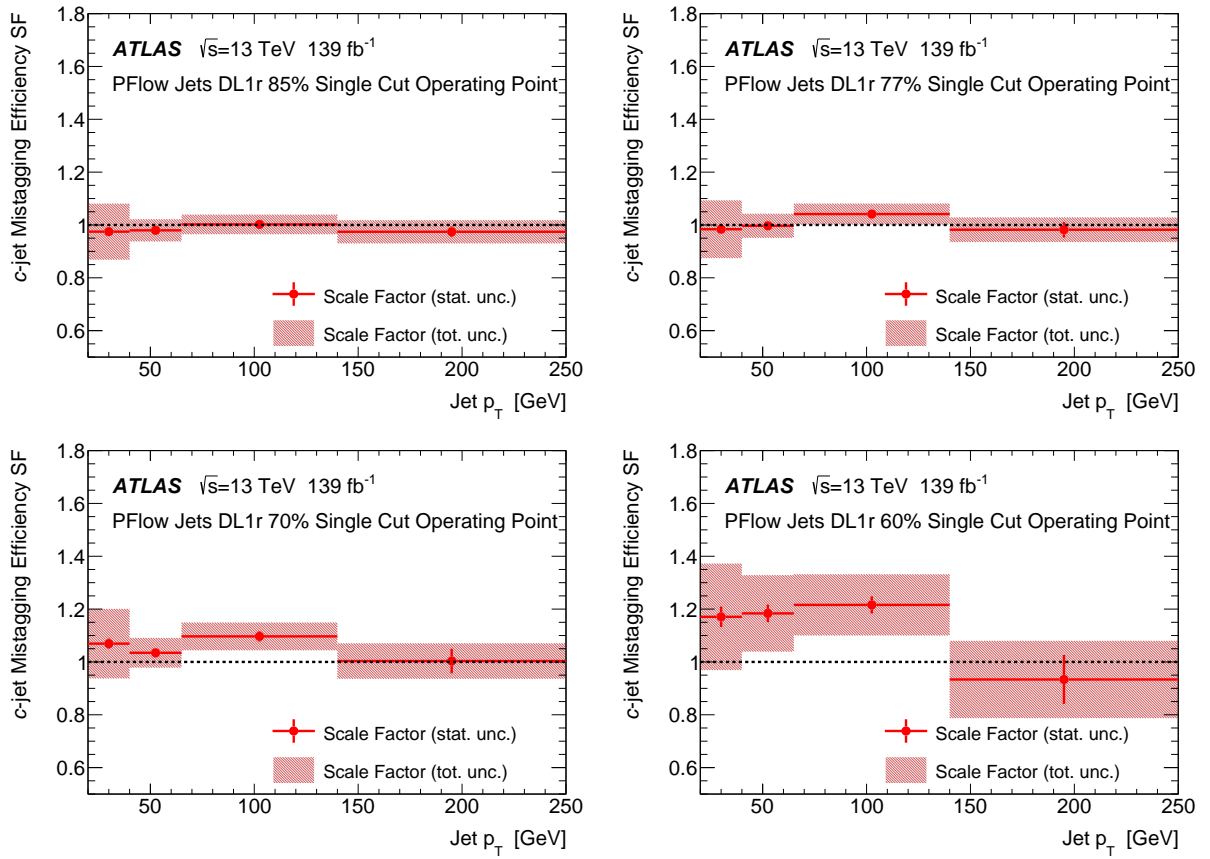 c-jet Mistagging Efficiency SF
1.8
1.6
1.4
1.2
1
0.8
0.6
ATLAS √s=13 TeV 139 fb⁻¹
PFlow Jets DL1r 85% Single Cut Operating Point
Scale Factor (stat. unc.)
Scale Factor (tot. unc.)
50 100 150 200 250
Jet p_T [GeV]
c-jet Mistagging Efficiency SF
1.8
1.6
1.4
1.2
1
0.8
0.6
ATLAS √s=13 TeV 139 fb⁻¹
PFlow Jets DL1r 77% Single Cut Operating Point
Scale Factor (stat. unc.)
Scale Factor (tot. unc.)
50 100 150 200 250
Jet p_T [GeV]
c-jet Mistagging Efficiency SF
1.8
1.6
1.4
1.2
1
0.8
0.6
ATLAS √s=13 TeV 139 fb⁻¹
PFlow Jets DL1r 70% Single Cut Operating Point
Scale Factor (stat. unc.)
Scale Factor (tot. unc.)
50 100 150 200 250
Jet p_T [GeV]
c-jet Mistagging Efficiency SF
1.8
1.6
1.4
1.2
1
0.8
0.6
ATLAS √s=13 TeV 139 fb⁻¹
PFlow Jets DL1r 60% Single Cut Operating Point
Scale Factor (stat. unc.)
Scale Factor (tot. unc.)
50 100 150 200 250
Jet p_T [GeV]